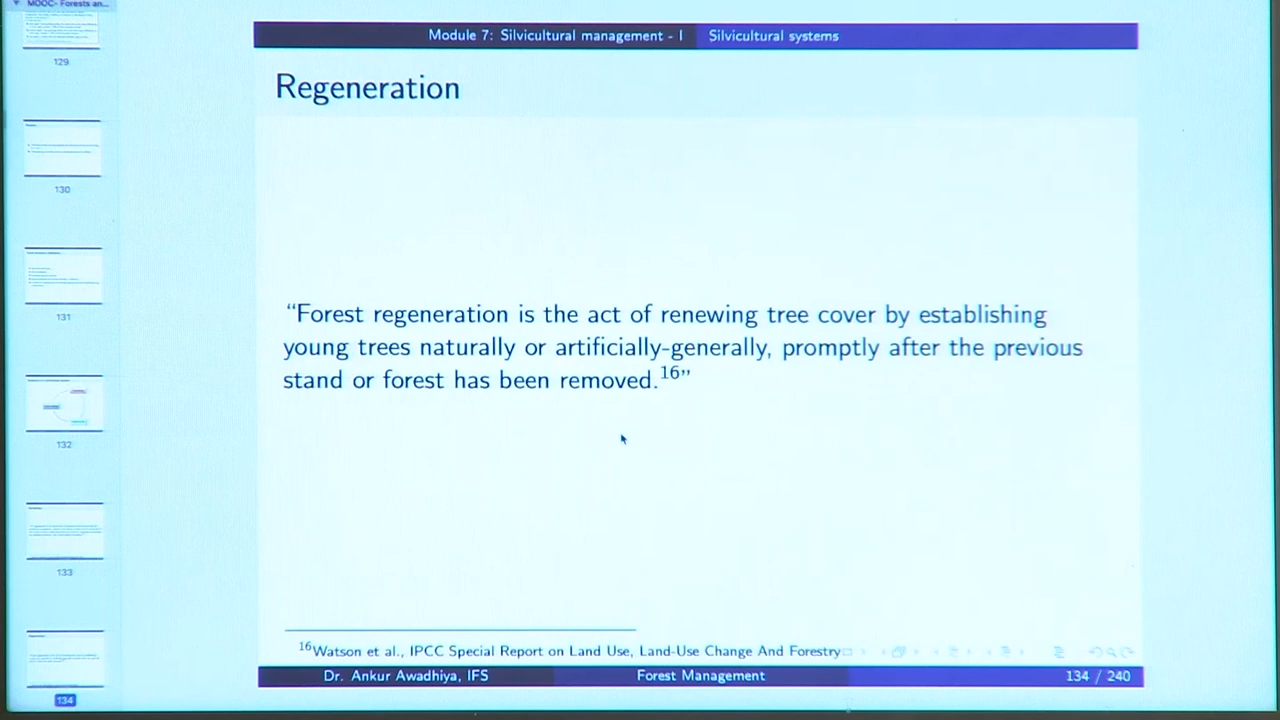 MOOC- Forests an...
Module 7: Silvicultural management - I Silvicultural systems
Regeneration
129
130
131
132
133
134
“Forest regeneration is the act of renewing tree cover by establishing
young trees naturally or artificially-generally, promptly after the previous
stand or forest has been removed.16”
16Watson et al., IPCC Special Report on Land Use, Land-Use Change And Forestry
Dr. Ankur Awadhiya, IFS Forest Management 134 / 240